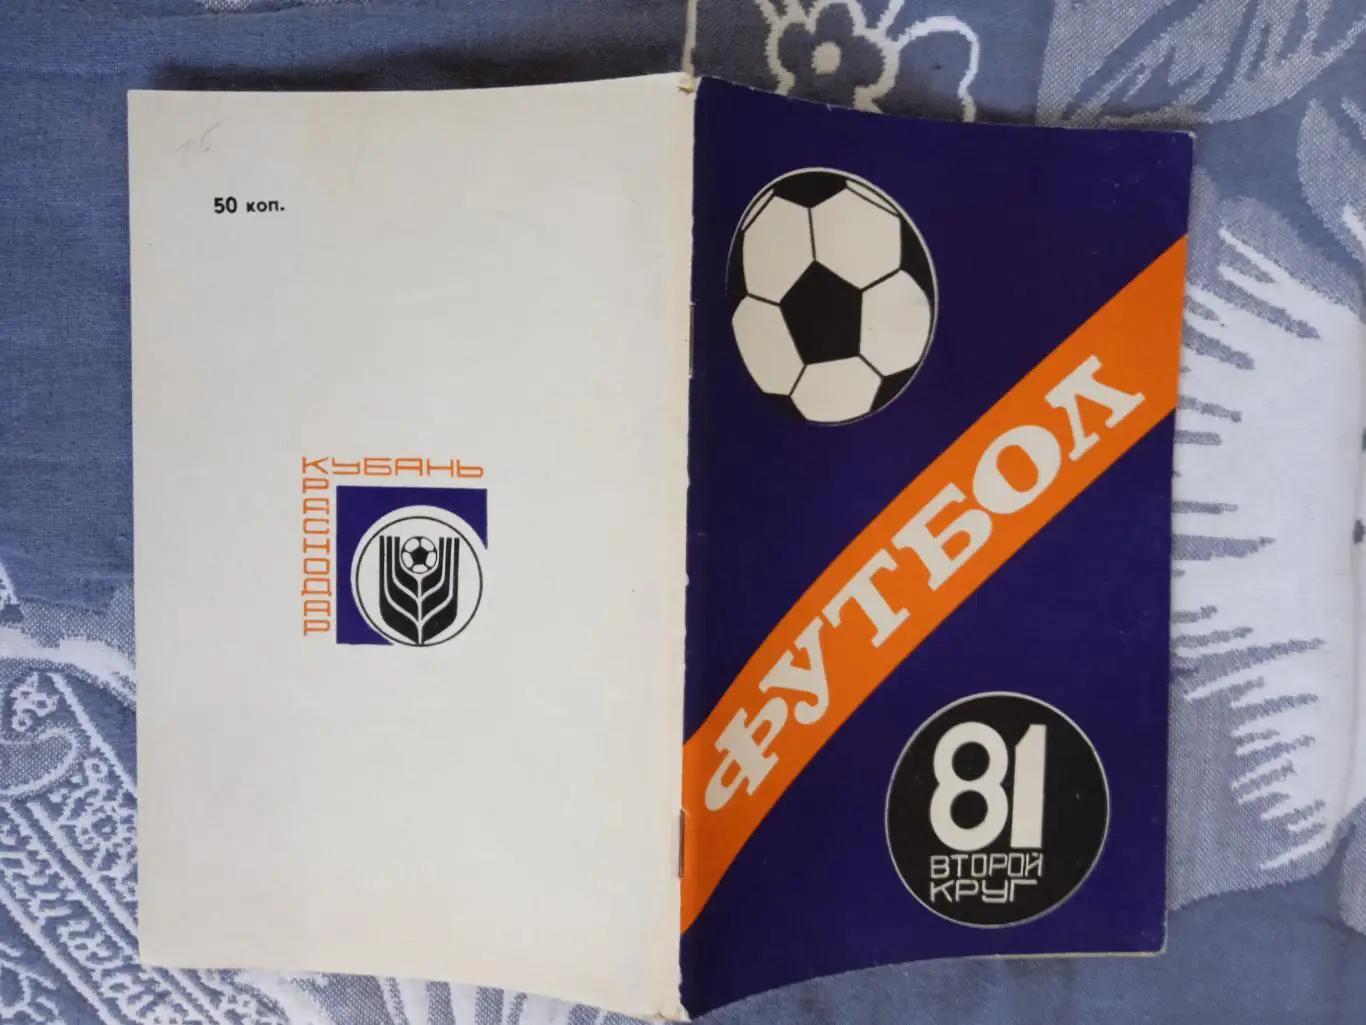 50 коп.
КУБАНЬ
КРАСНОДАР
ФУТБОЛ
81
ВТОРОЙ
КРУГ